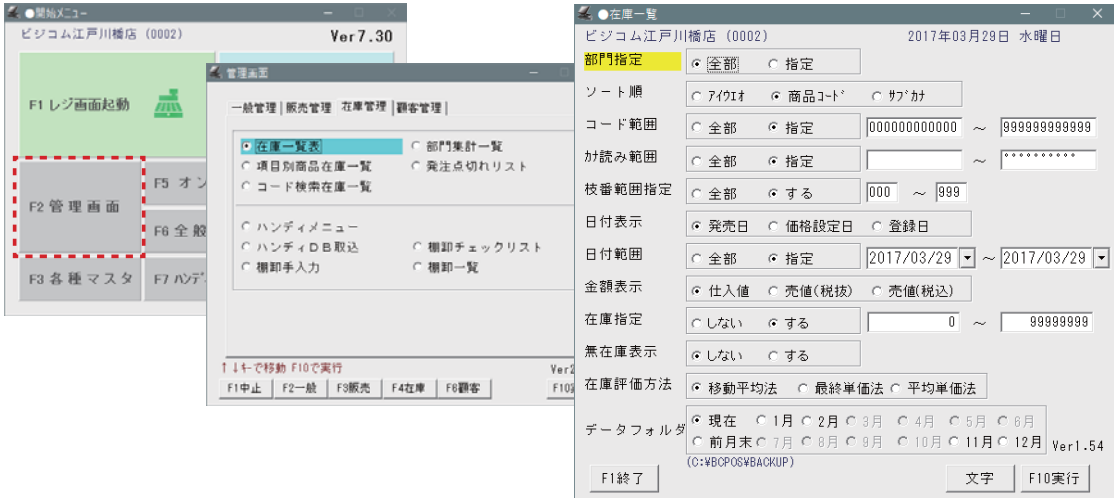 ●開始メニュー
ビジコム江戸川橋店 (0002)
Ver7.30
F1 レジ画面起動
F2 管理画面
F5 オン
F6 全般
F3 各種マスタ
F7 ハンデ
管理画面
一般管理 販売管理 在庫管理 顧客管理
在庫一覧表 部門集計一覧
項目別商品在庫一覧 発注点切れリスト
コード検索在庫一覧
ハンディメニュー
ハンディDB取込 棚卸チェックリスト
棚卸手入力 棚卸一覧
↑↓キーで移動 F10で実行
Ver2
F1中止 F2一般 F3販売 F4在庫 F6顧客 F10
●在庫一覧
ビジコム江戸川橋店 (0002) 2017年03月29日 水曜日
部門指定 全部 指定
ソート順 アイウエオ 商品コード サブカナ
コード範囲 全部 指定 000000000000 ～ 999999999999
カナ読み範囲 全部 指定 ～ ゜゜゜゜゜゜゜゜゜゜
枝番範囲指定 全部 する 000 ～ 999
日付表示 発売日 価格設定日 登録日
日付範囲 全部 指定 2017/03/29 ～ 2017/03/29
金額表示 仕入値 売値(税抜) 売値(税込)
在庫指定 しない する 0 ～ 99999999
無在庫表示 しない する
在庫評価方法 移動平均法 最終単価法 平均単価法
データフォルダ 現在 1月 2月 3月 4月 5月 6月
前月末 7月 8月 9月 10月 11月 12月 Ver1.54
(C:¥BCPOS¥BACKUP)
F1終了 文字 F10実行